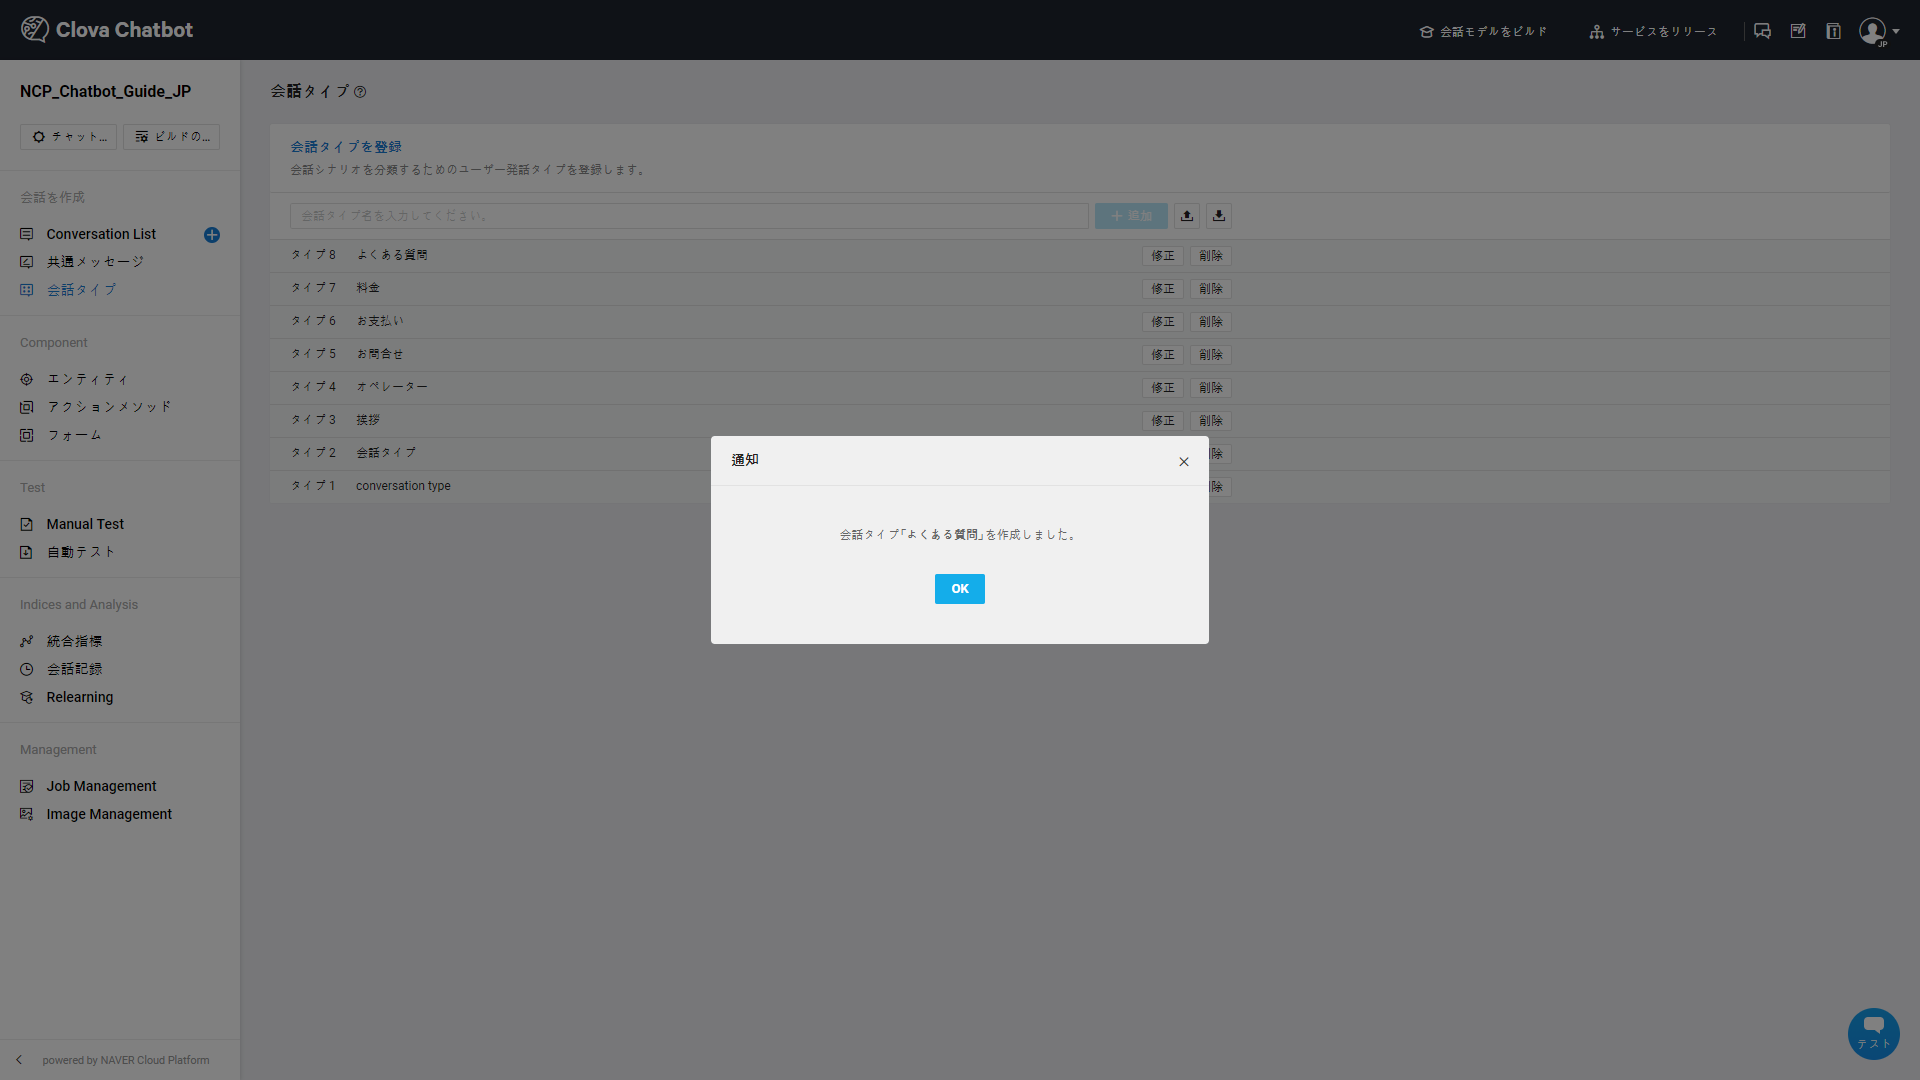 Clova Chatbot
会話モデルをビルド
サービスをリリース
JP
NCP_Chatbot_Guide_JP
チャット...
ビルドの...
会話を作成
Conversation List
共通メッセージ
会話タイプ
Component
エンティティ
アクションメソッド
フォーム
Test
Manual Test
自動テスト
Indices and Analysis
統合指標
会話記録
Relearning
Management
Job Management
Image Management
powered by NAVER Cloud Platform
会話タイプ
会話タイプを登録
会話シナリオを分類するためのユーザー発話タイプを登録します。
会話タイプ名を入力してください。
追加
タイプ 8 よくある質問 修正 削除
タイプ 7 料金 修正 削除
タイプ 6 お支払い 修正 削除
タイプ 5 お問合せ 修正 削除
タイプ 4 オペレーター 修正 削除
タイプ 3 挨拶 修正 削除
タイプ 2 会話タイプ 除
タイプ 1 conversation type 除
通知
会話タイプ「よくある質問」を作成しました。
OK
テスト